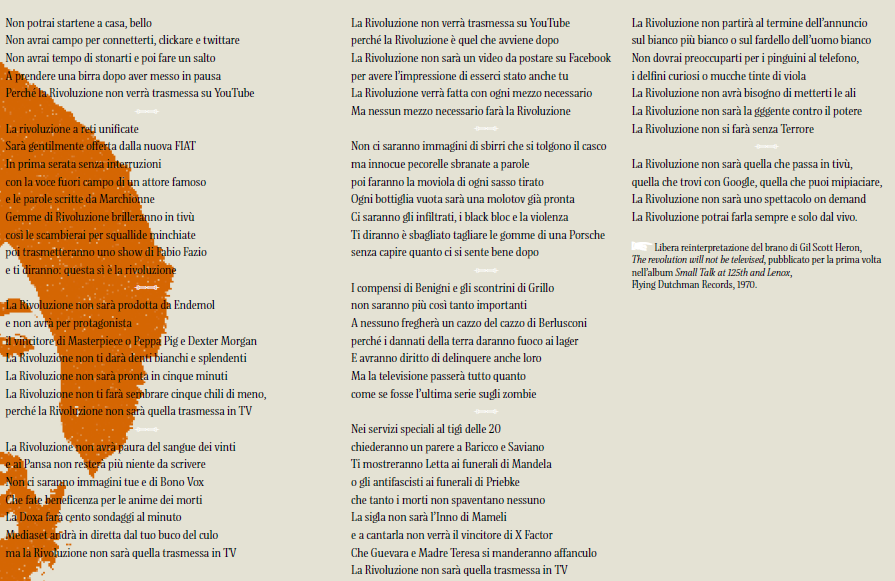 Non potrai startene a casa, bello
Non avrai campo per connetterti, clickare e twittare
Non avrai tempo di stonarti e poi fare un salto
A prendere una birra dopo aver messo in pausa
Perché la Rivoluzione non verrà trasmessa su YouTube
La rivoluzione a reti unificate
Sarà gentilmente offerta dalla nuova FIAT
In prima serata senza interruzioni
con la voce fuori campo di un attore famoso
e le parole scritte da Marchionne
Gemme di Rivoluzione brilleranno in tivù
così le scambierai per squallide minchiate
poi trasmetteranno uno show di Fabio Fazio
e ti diranno: questa sì è la rivoluzione
La Rivoluzione non sarà prodotta da Endemol
e non avrà per protagonista
il vincitore di Masterpiece o Peppa Pig e Dexter Morgan
La Rivoluzione non ti darà denti bianchi e splendenti
La Rivoluzione non sarà pronta in cinque minuti
La Rivoluzione non ti farà sembrare cinque chili di meno,
perché la Rivoluzione non sarà quella trasmessa in TV
La Rivoluzione non avrà paura del sangue dei vinti
e ai Pansa non resterà più niente da scrivere
Non ci saranno immagini tue e di Bono Vox
Che fate beneficenza per le anime dei morti
La Doxa farà cento sondaggi al minuto
Mediaset andrà in diretta dal tuo buco del culo
ma la Rivoluzione non sarà quella trasmessa in TV
La Rivoluzione non verrà trasmessa su YouTube
perché la Rivoluzione è quel che avviene dopo
La Rivoluzione non sarà un video da postare su Facebook
per avere l'impressione di esserci stato anche tu
La Rivoluzione verrà fatta con ogni mezzo necessario
Ma nessun mezzo necessario farà la Rivoluzione
Non ci saranno immagini di sbirri che si tolgono il casco
ma innocue pecorelle sbranate a parole
poi faranno la moviola di ogni sasso tirato
Ogni bottiglia vuota sarà una molotov già pronta
Ci saranno gli infiltrati, i black bloc e la violenza
Ti diranno è sbagliato tagliare le gomme di una Porsche
senza capire quanto ci si sente bene dopo
I compensi di Benigni e gli scontrini di Grillo
non saranno più così tanto importanti
A nessuno fregherà un cazzo del cazzo di Berlusconi
perché i dannati della terra daranno fuoco ai lager
E avranno diritto di delinquere anche loro
Ma la televisione passerà tutto quanto
come se fosse l'ultima serie sugli zombie
Nei servizi speciali al tigì delle 20
chiederanno un parere a Baricco e Saviano
Ti mostreranno Letta ai funerali di Mandela
o gli antifascisti ai funerali di Priebke
che tanto i morti non spaventano nessuno
La sigla non sarà l'Inno di Mameli
e a cantarla non verrà il vincitore di X Factor
Che Guevara e Madre Teresa si manderanno affanculo
La Rivoluzione non sarà quella trasmessa in TV
La Rivoluzione non partirà al termine dell'annuncio
sul bianco più bianco o sul fardello dell'uomo bianco
Non dovrai preoccuparti per i pinguini al telefono,
i delfini curiosi o mucche tinte di viola
La Rivoluzione non avrà bisogno di metterti le ali
La Rivoluzione non sarà la gggente contro il potere
La Rivoluzione non si farà senza Terrore
La Rivoluzione non sarà quella che passa in tivù,
quella che trovi con Google, quella che puoi mipiaciare,
La Rivoluzione non sarà uno spettacolo on demand
La Rivoluzione potrai farla sempre e solo dal vivo.
Libera reinterpretazione del brano di Gil Scott Heron,
The revolution will not be televised, pubblicato per la prima volta
nell'album Small Talk at 125th and Lenox,
Flying Dutchman Records, 1970.